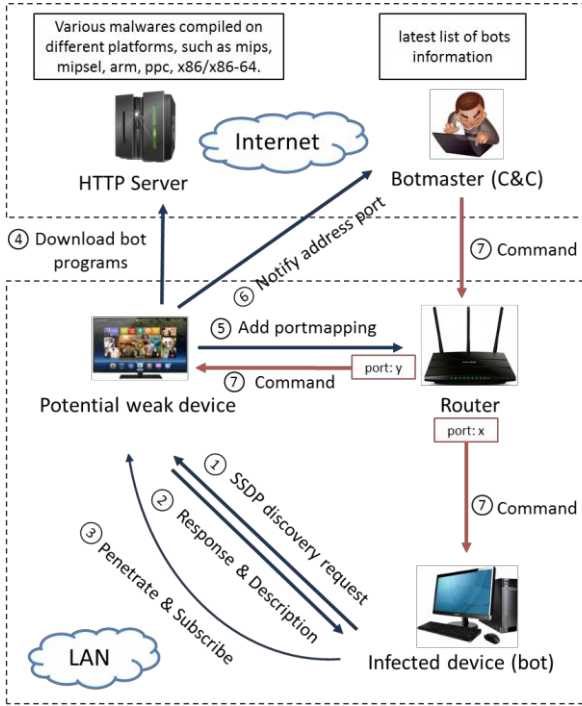 Various malwares compiled on
different platforms, such as mips,
mipsel, arm, ppc, x86/x86-64.
latest list of bots
information
Internet
HTTP Server
Botmaster (C&C)
④ Download bot
programs
⑥ Notify address port
⑦ Command
⑤ Add portmapping
⑦ Command
port: y
Potential weak device
Router
port: x
① SSDP discovery request
② Response & Description
③ Penetrate & Subscribe
⑦ Command
LAN
Infected device (bot)